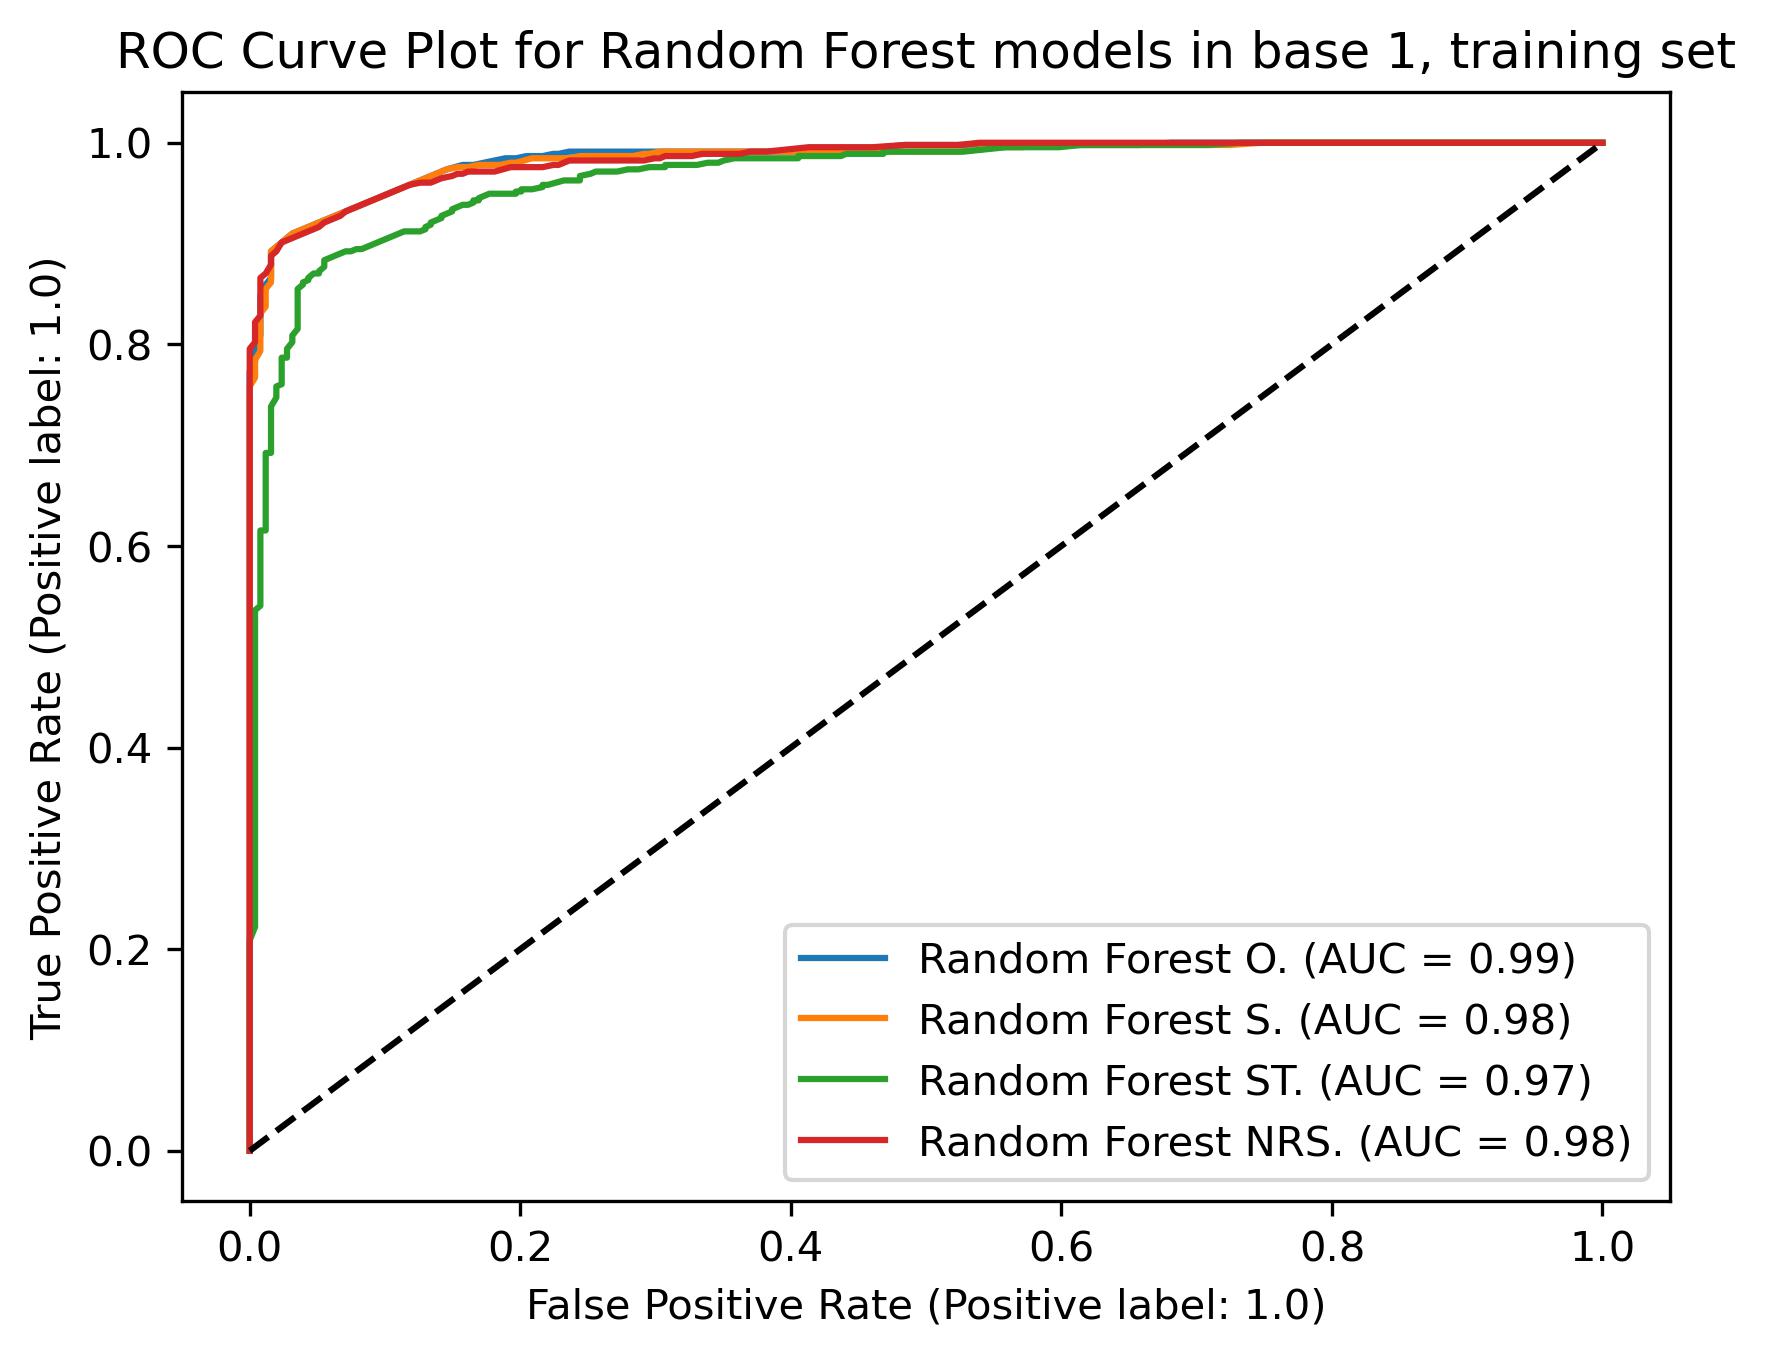 ROC Curve Plot for Random Forest models in base 1, training set
True Positive Rate (Positive label: 1.0)
1.0
0.8
0.6
0.4
0.2
0.0
Random Forest O. (AUC = 0.99)
Random Forest S. (AUC = 0.98)
Random Forest ST. (AUC = 0.97)
Random Forest NRS. (AUC = 0.98)
0.0 0.2 0.4 0.6 0.8 1.0
False Positive Rate (Positive label: 1.0)